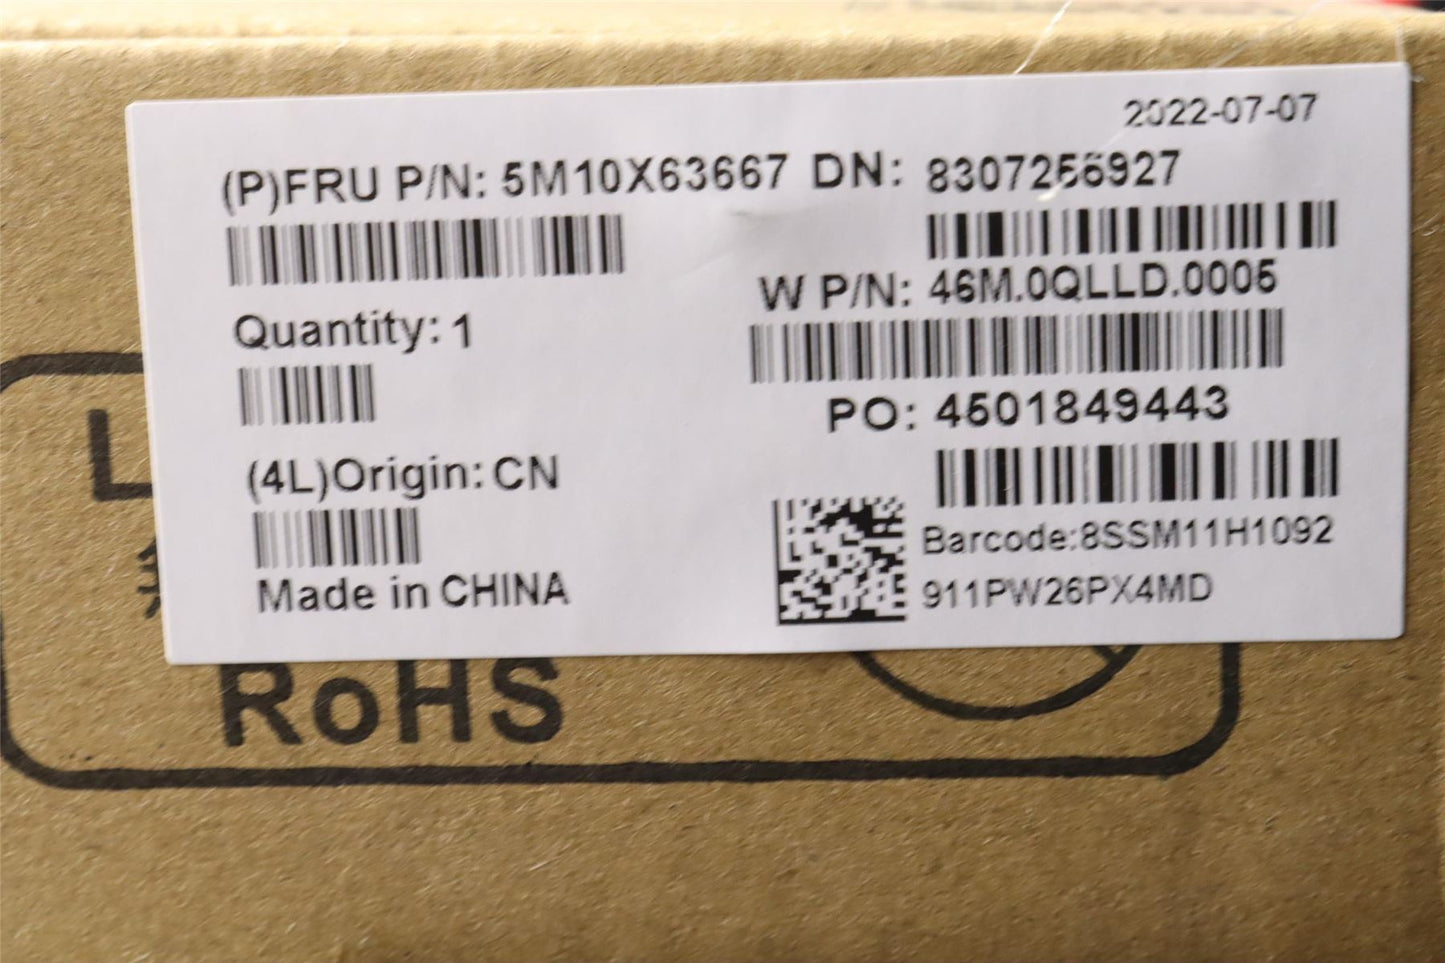 2022-07-07
(P)FRU P/N: 5M10X63667 DN: 8307256927
W P/N: 46M.0QLLD.0005
Quantity: 1
PO: 4501849443
(4L)Origin: CN
Barcode:8SSM11H1092
911PW26PX4MD
Made in CHINA
RoHS